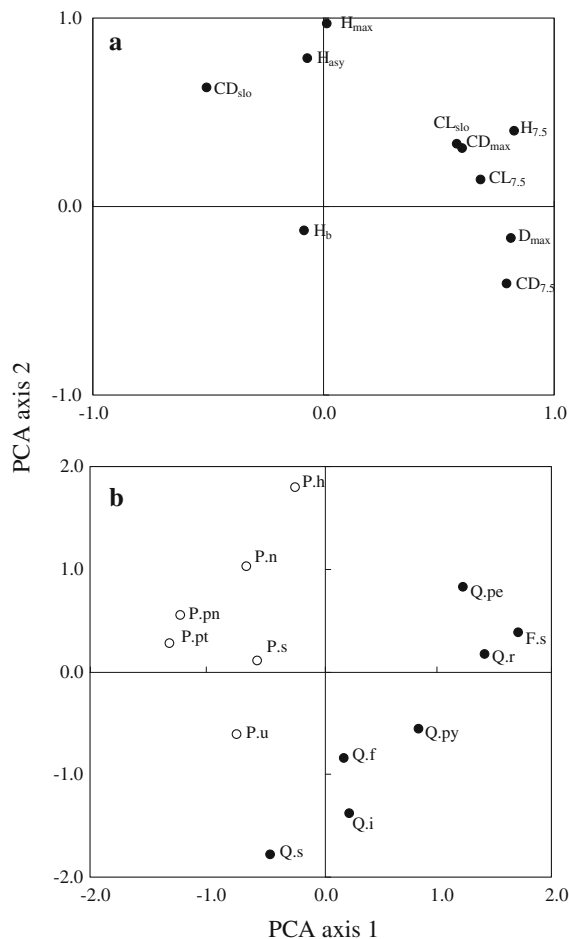 1.0
a
H_max
H_asy
CD_slo
CL_slo
H_7.5
CD_max
CL_7.5
0.0
H_b
D_max
CD_7.5
-1.0
-1.0
0.0
1.0
PCA axis 2
2.0
b
P.h
P.n
1.0
Q.pe
P.pn
F.s
P.pt
P.s
Q.r
0.0
P.u
Q.py
Q.f
-1.0
Q.i
Q.s
-2.0
-2.0
-1.0
0.0
1.0
2.0
PCA axis 1